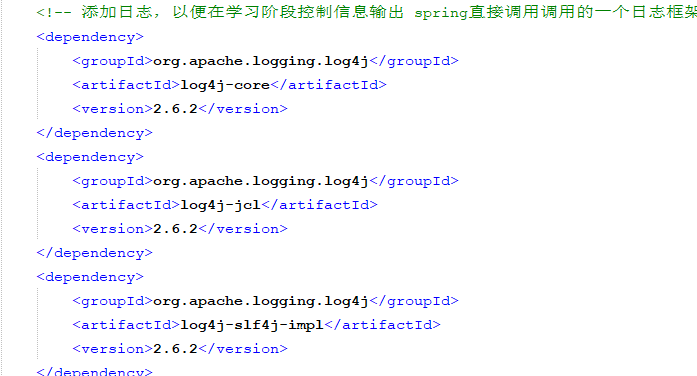 <!-- 添加日志，以便在学习阶段控制信息输出 spring直接调用调用的一个日志框架
<dependency>
<groupId>org.apache.logging.log4j</groupId>
<artifactId>log4j-core</artifactId>
<version>2.6.2</version>
</dependency>
<dependency>
<groupId>org.apache.logging.log4j</groupId>
<artifactId>log4j-jcl</artifactId>
<version>2.6.2</version>
</dependency>
<dependency>
<groupId>org.apache.logging.log4j</groupId>
<artifactId>log4j-slf4j-impl</artifactId>
<version>2.6.2</version>
</dependency>